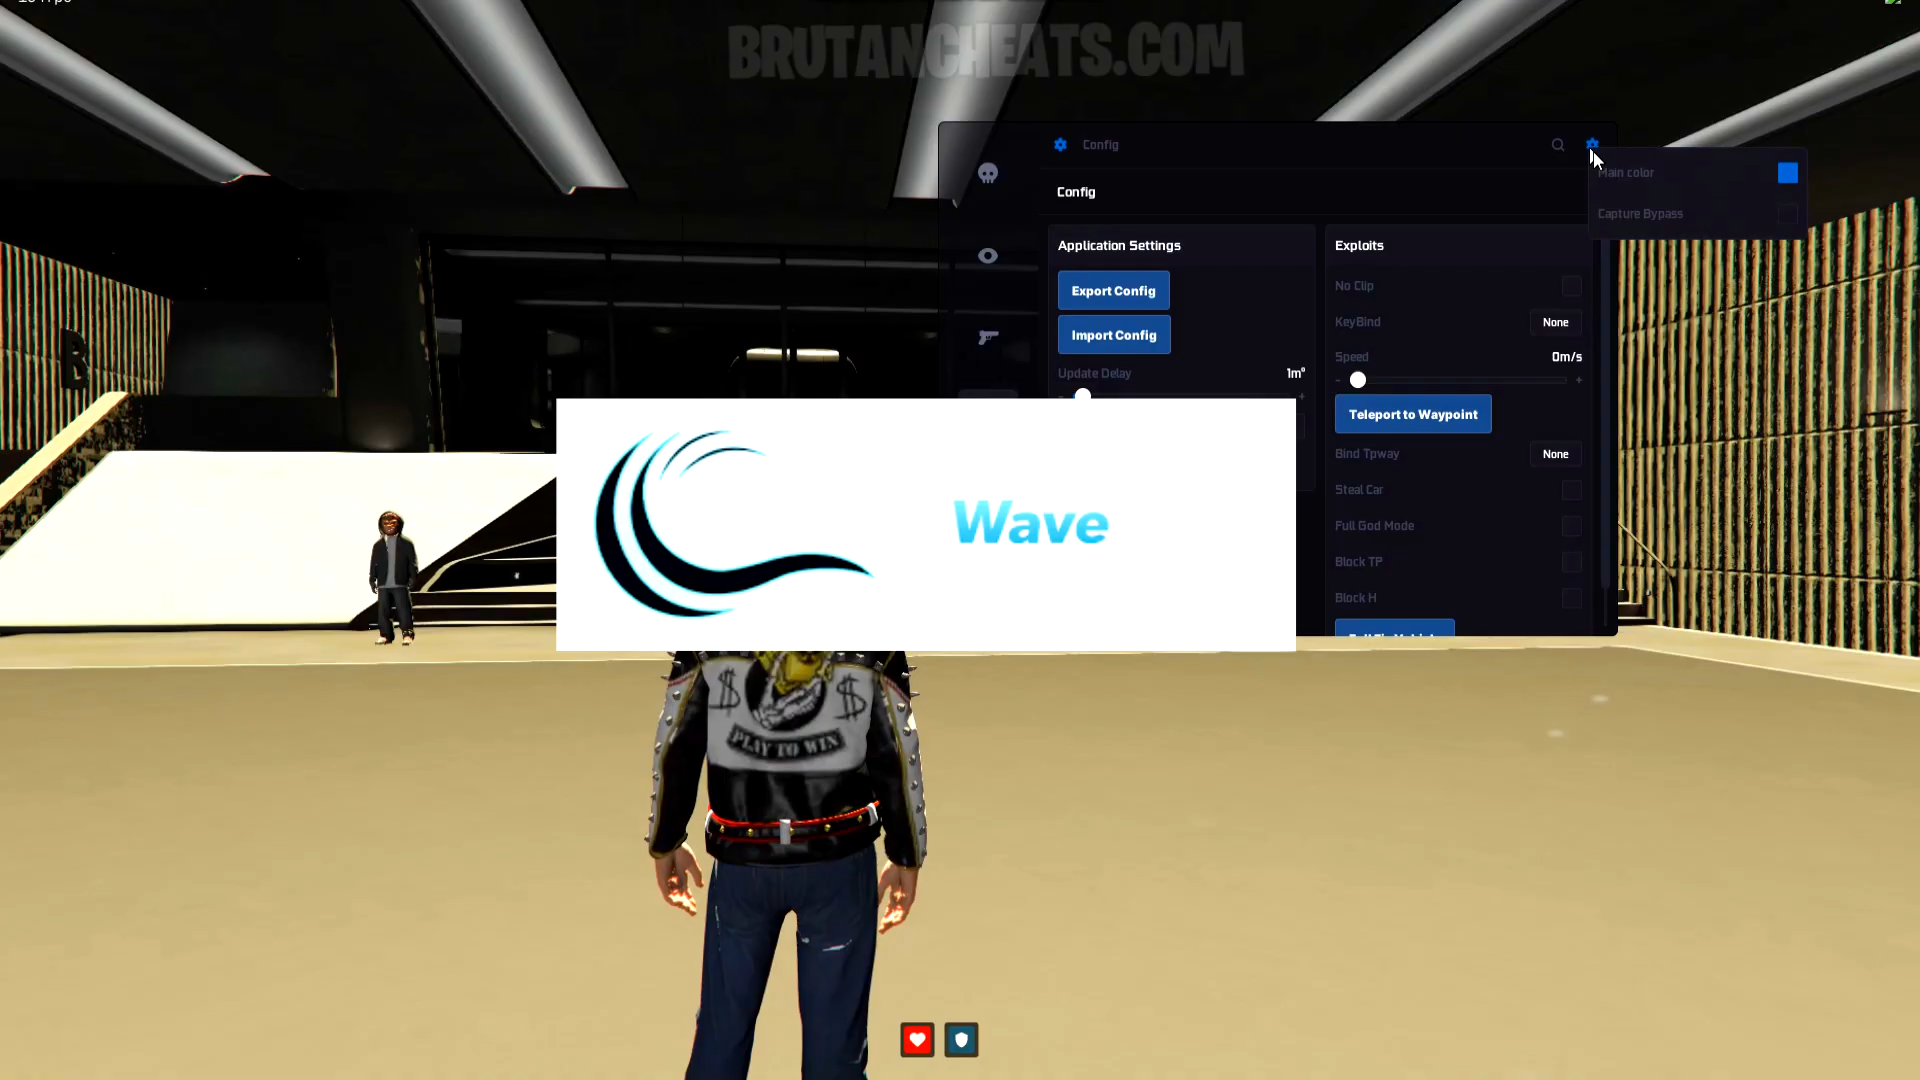 BRUTANCHEATS.COM
Config
Main color
Capture Bypass
Config
Application Settings
Export Config
Import Config
Update Delay
Exploits
No Clip
KeyBind
None
Speed
0m/s
-
+
Teleport to Waypoint
Bind Tpway
None
Steal Car
Full God Mode
Block TP
Block H
Wave
B
$ $
PLAY TO WIN